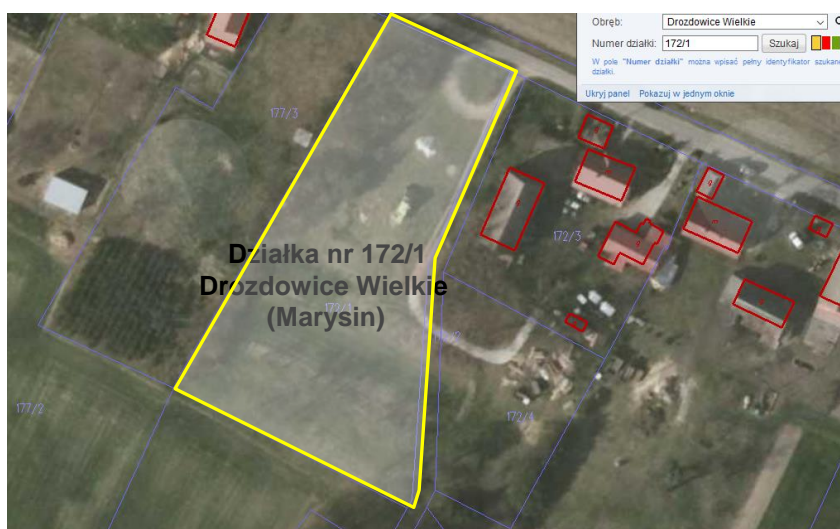 Obręb: Drozdowice Wielkie
Numer działki: 172/1 Szukaj
W pole "Numer działki" można wpisać pełny identyfikator szukane
działki.
Ukryj panel Pokazuj w jednym oknie
177/3
172/3
Działka nr 172/1
Drozdowice Wielkie
(Marysin)
177/2
172/4